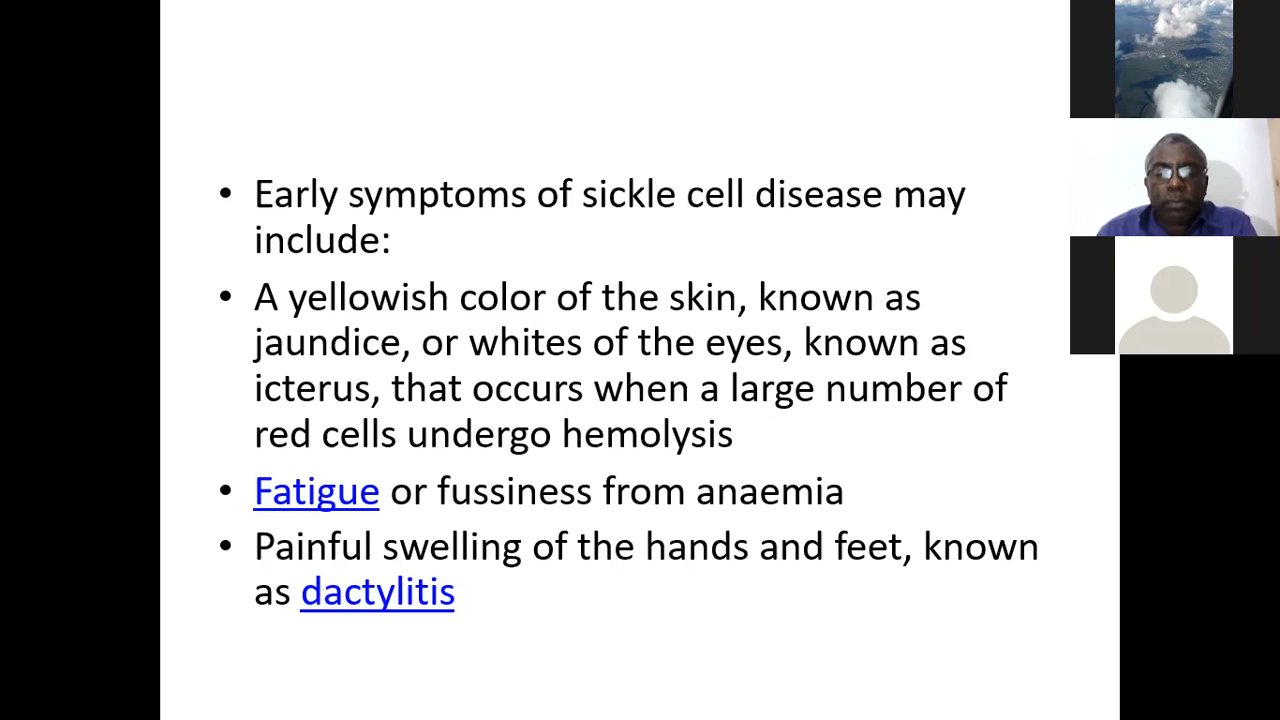 • Early symptoms of sickle cell disease may
include:
• A yellowish color of the skin, known as
jaundice, or whites of the eyes, known as
icterus, that occurs when a large number of
red cells undergo hemolysis
• Fatigue or fussiness from anaemia
• Painful swelling of the hands and feet, known
as dactylitis